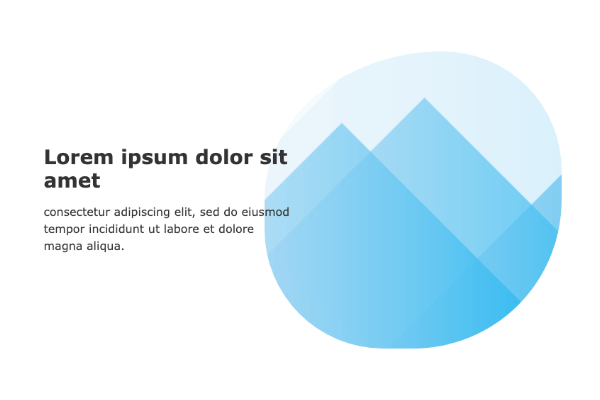 Lorem ipsum dolor sit
amet
consectetur adipiscing elit, sed do eiusmod
tempor incididunt ut labore et dolore
magna aliqua.